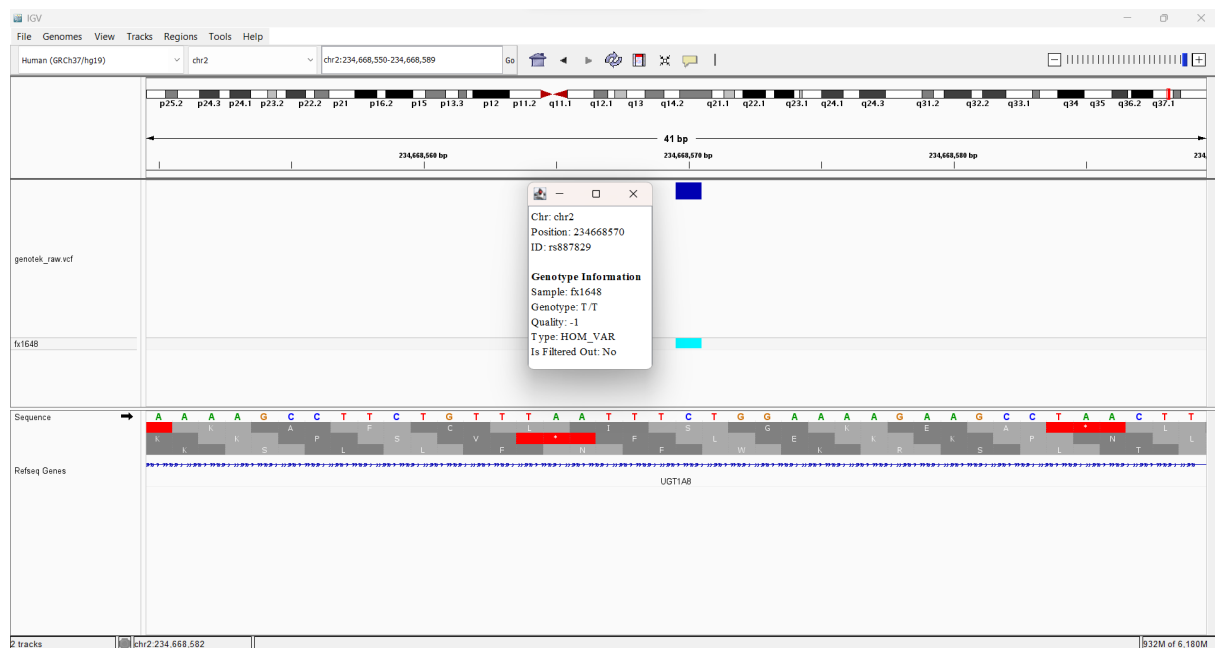 IGV
File Genomes View Tracks Regions Tools Help
Human (GRCh37/hg19) chr2 chr2:234,668,550-234,668,589 Go
p25.2 p24.3 p24.1 p23.2 p22.2 p21 p16.2 p15 p13.3 p12 p11.2 q11.1 q12.1 q13 q14.2 q21.1 q22.1 q23.1 q24.1 q24.3 q31.2 q32.2 q33.1 q34 q35 q36.2 q37.1
41 bp
234,668,560 bp 234,668,570 bp 234,668,580 bp 234,
Chr: chr2
Position: 234668570
ID: rs887829
Genotype Information
Sample: fx1648
Genotype: T/T
Quality: -1
Type: HOM_VAR
Is Filtered Out: No
genotek_raw.vcf
fx1648
Sequence A A A A G C C T T C T G T T T A A T T T C T G G A A A A G A A G C C T A A C T T
K A F C L I S G K E A * L
K K P S V * F L E K K P N L
K S L L F N F W K R S L T
Refseq Genes
UGT1A8
2 tracks chr2:234,668,582 932M of 6,180M